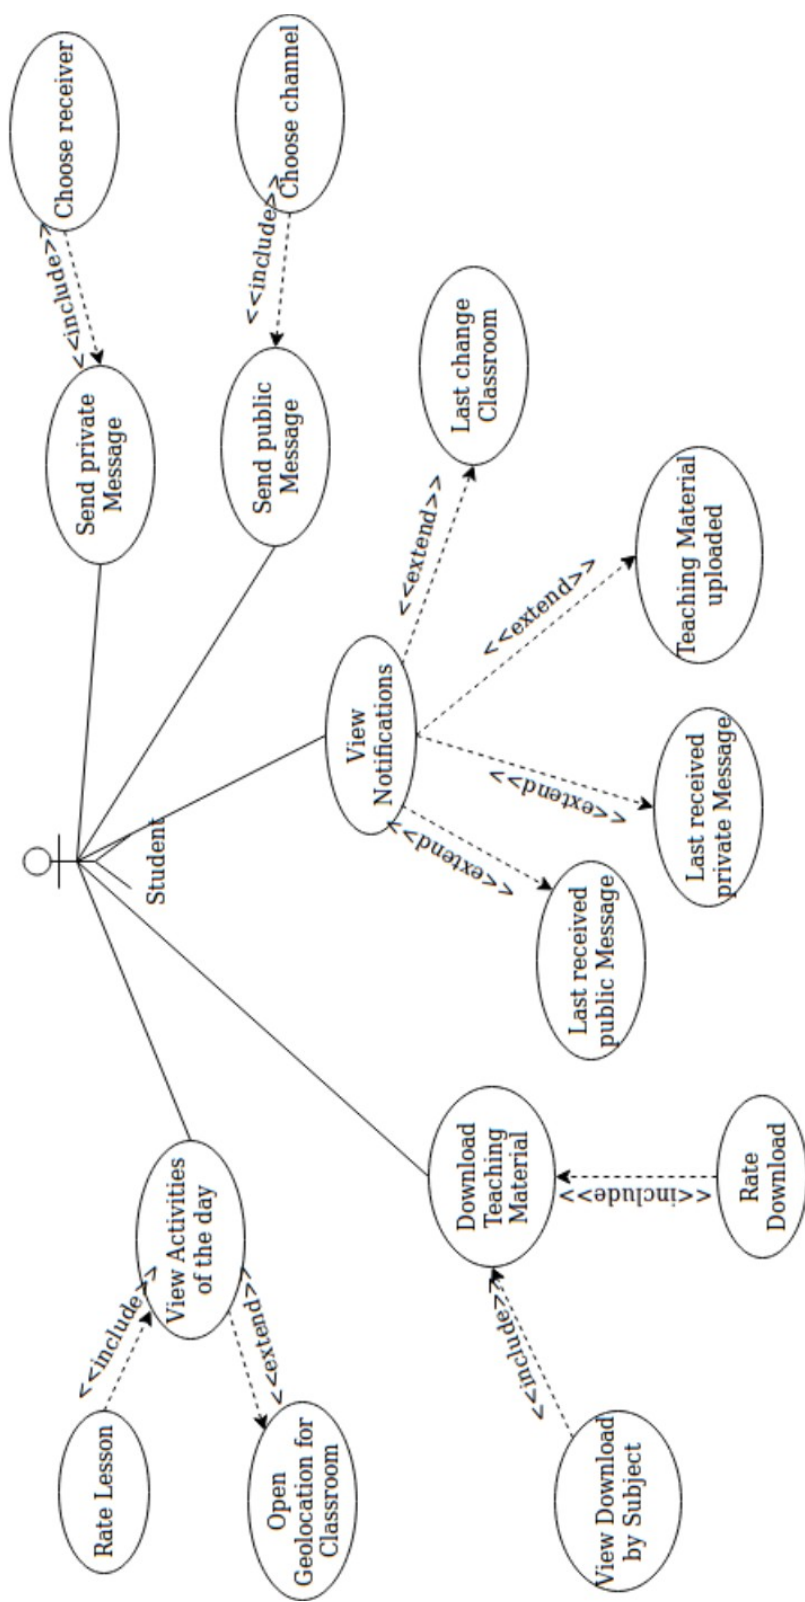 Student
Rate Lesson
<<include>>
View Activities
of the day
<<extend>>
Open
Geolocation for
Classroom
Send private
Message
<<include>>
Choose receiver
Send public
Message
<<include>>
Choose channel
View
Notifications
<<extend>>
<<extend>>
<<extend>>
<<extend>>
Last received
public Message
Last received
private Message
Teaching Material
uploaded
Last change
Classroom
Download
Teaching
Material
<<include>>
<<include>>
View Download
by Subject
Rate
Download